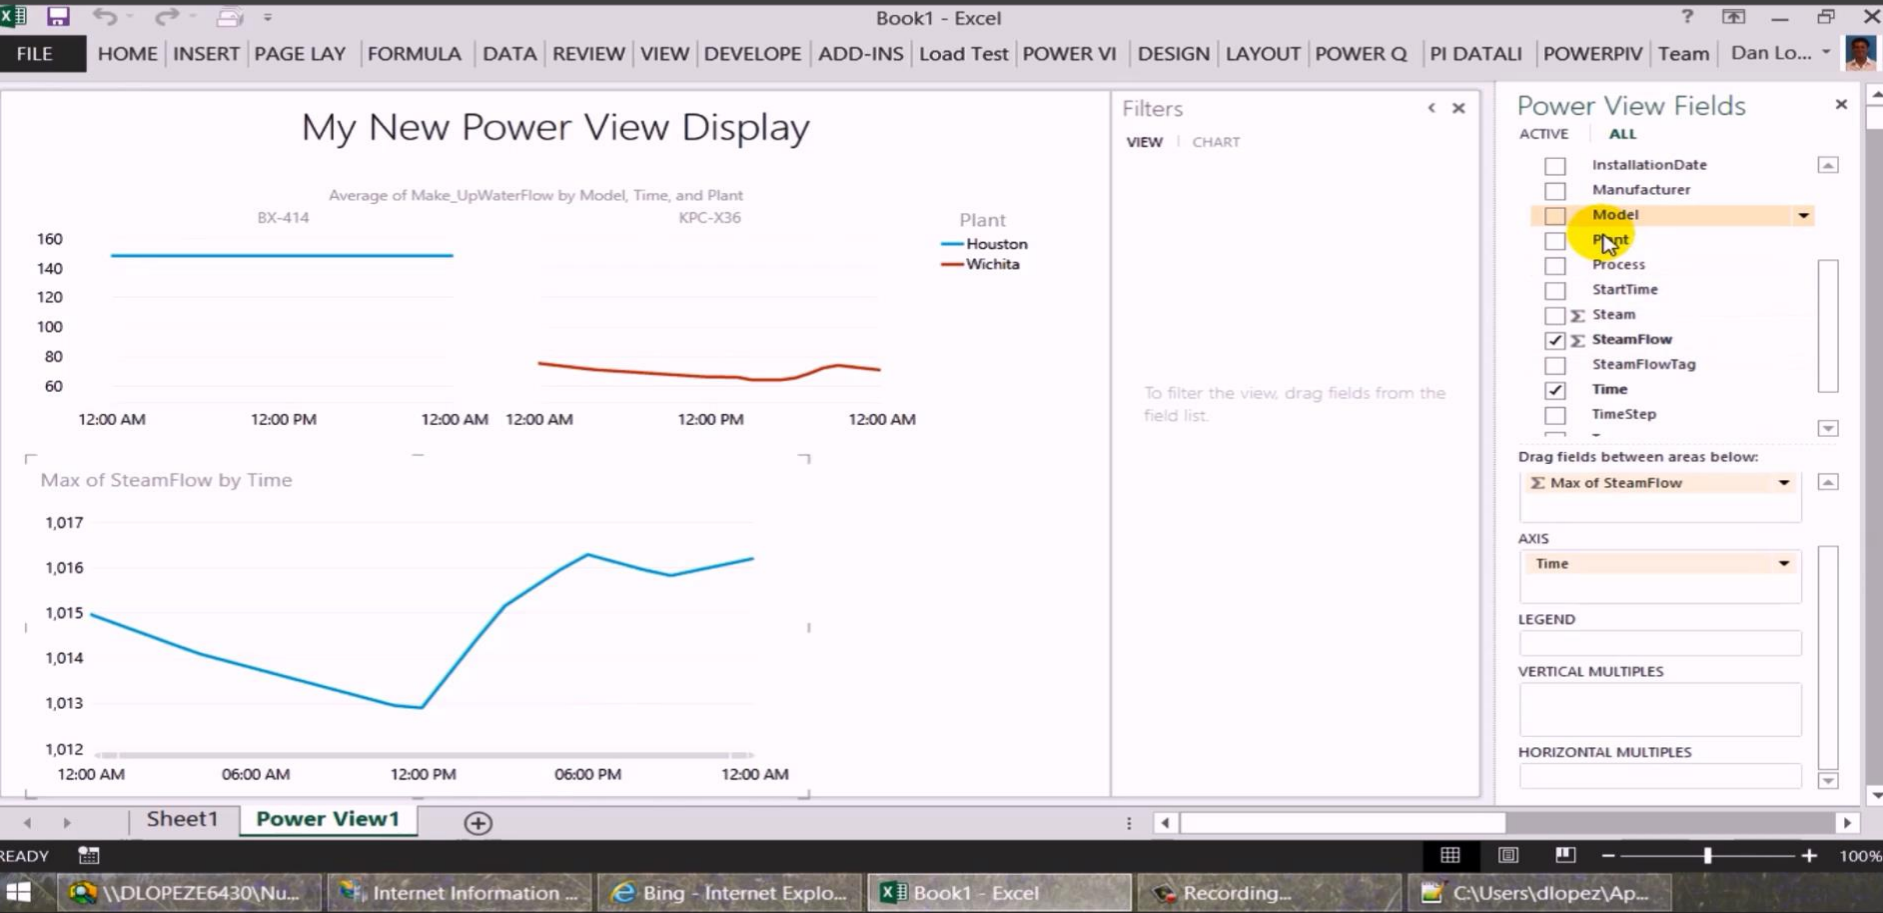 Book1 - Excel
?
FILE HOME INSERT PAGE LAY FORMULA DATA REVIEW VIEW DEVELOPE ADD-INS Load Test POWER VI DESIGN LAYOUT POWER Q PI DATALI POWERPIV Team Dan Lo...
My New Power View Display
Average of Make_UpWaterFlow by Model, Time, and Plant
BX-414 KPC-X36
Plant
Houston
Wichita
160
140
120
100
80
60
12:00 AM 12:00 PM 12:00 AM 12:00 AM 12:00 PM 12:00 AM
Max of SteamFlow by Time
1,017
1,016
1,015
1,014
1,013
1,012
12:00 AM 06:00 AM 12:00 PM 06:00 PM 12:00 AM
Filters
VIEW CHART
To filter the view, drag fields from the
field list.
Power View Fields
ACTIVE ALL
InstallationDate
Manufacturer
Model
Plant
Process
StartTime
Σ Steam
Σ SteamFlow
SteamFlowTag
Time
TimeStep
Drag fields between areas below:
Σ Max of SteamFlow
AXIS
Time
LEGEND
VERTICAL MULTIPLES
HORIZONTAL MULTIPLES
Sheet1 Power View1
READY 100%
\\DLOPEZE6430\Nu... Internet Information ... Bing - Internet Explo... Book1 - Excel Recording... C:\Users\dlopez\Ap...